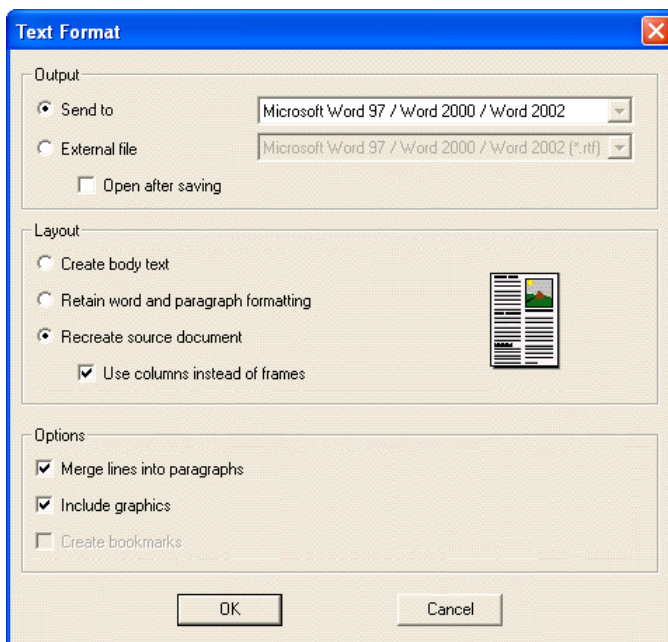 Text Format
Output
Send to
Microsoft Word 97 / Word 2000 / Word 2002
External file
Microsoft Word 97 / Word 2000 / Word 2002 (*.rtf)
Open after saving
Layout
Create body text
Retain word and paragraph formatting
Recreate source document
Use columns instead of frames
Options
Merge lines into paragraphs
Include graphics
Create bookmarks
OK
Cancel